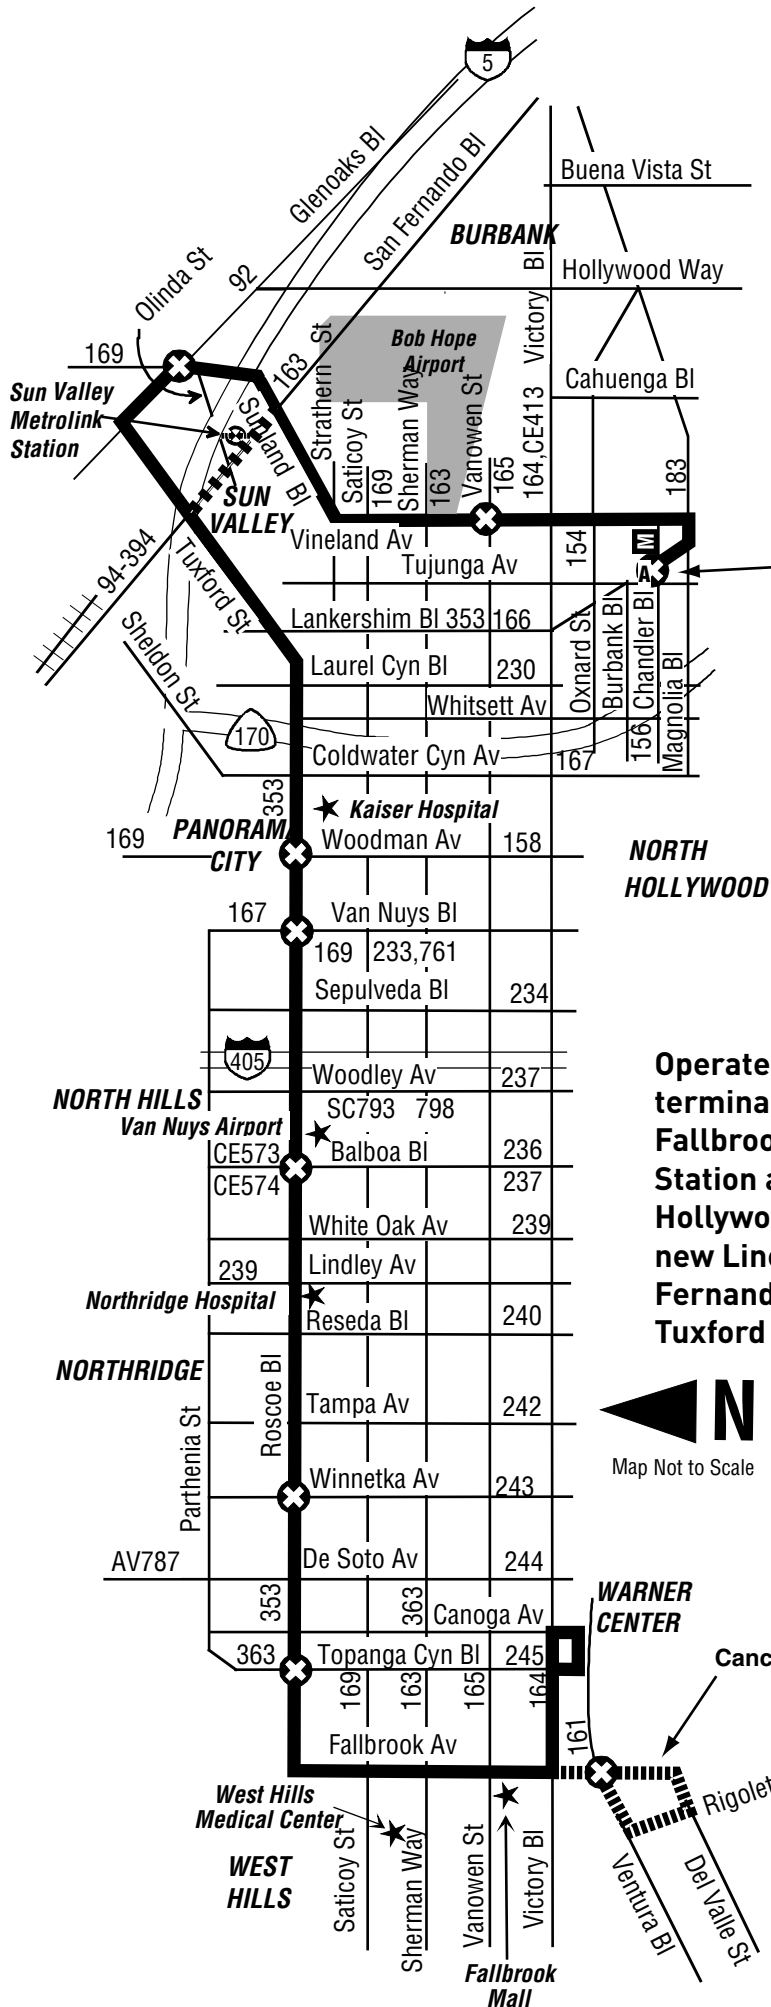 5
Glenoaks Bl
San Fernando Bl
Buena Vista St
BURBANK
Victory Bl
Hollywood Way
Olinda St
92
169
163
Strathern St
Bob Hope
Airport
Cahuenga Bl
164,CE413
Sun Valley
Metrolink
Station
Sunland Bl
Saticoy St
169
Sherman Way
163
Vanowen St
165
183
SUN
VALLEY
Vineland Av
154
M
A
94-394
Tuxford St
Tujunga Av
Lankershim Bl 353 166
Oxnard St
Burbank Bl
Chandler Bl
Magnolia Bl
Sheldon St
Laurel Cyn Bl 230
Whitsett Av
170
Coldwater Cyn Av
167
156
353
Kaiser Hospital
169
PANORAMA
CITY
Woodman Av 158
NORTH
HOLLYWOOD
167
Van Nuys Bl
169 233,761
Sepulveda Bl 234
405
Woodley Av 237
NORTH HILLS
SC793 798
Van Nuys Airport
CE573
Balboa Bl 236
CE574
237
White Oak Av 239
239
Lindley Av
Northridge Hospital
Reseda Bl 240
Operate
termina
Fallbroo
Station a
Hollywo
new Line
Fernand
Tuxford
NORTHRIDGE
Roscoe Bl
Parthenia St
Tampa Av 242
N
Map Not to Scale
Winnetka Av 243
AV787
De Soto Av 244
353
363
Canoga Av
WARNER
CENTER
363
Topanga Cyn Bl 245
169
163
165
164
Canc
Fallbrook Av
161
West Hills
Medical Center
Rigolet
WEST
HILLS
Saticoy St
Sherman Way
Vanowen St
Victory Bl
Ventura Bl
Del Valle St
Fallbrook
Mall